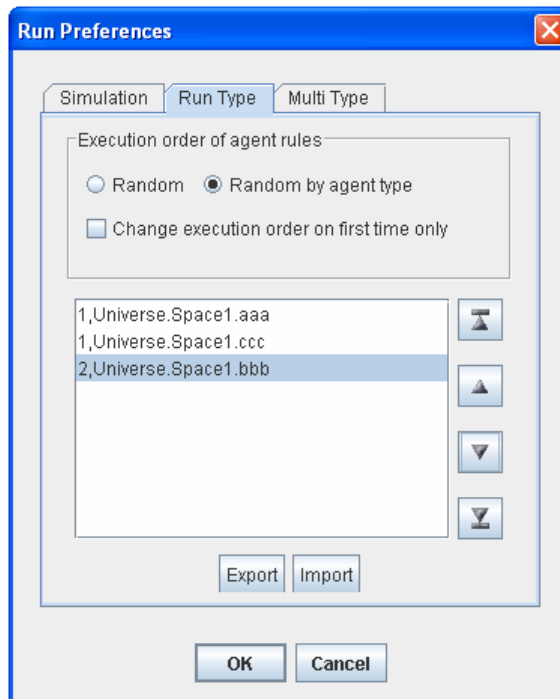 Run Preferences
Simulation Run Type Multi Type
Execution order of agent rules
Random Random by agent type
Change execution order on first time only
1,Universe.Space1.aaa
1,Universe.Space1.ccc
2,Universe.Space1.bbb
Export Import
OK Cancel